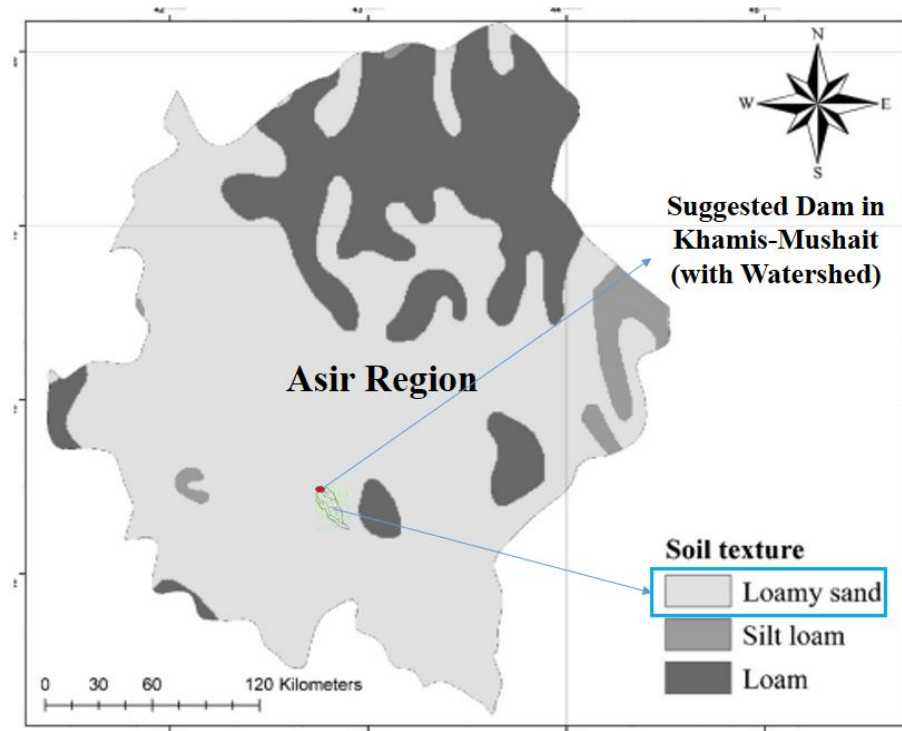 N
W
E
S
Suggested Dam in
Khamis-Mushait
(with Watershed)
Asir Region
Soil texture
Loamy sand
Silt loam
Loam
0 30 60 120 Kilometers